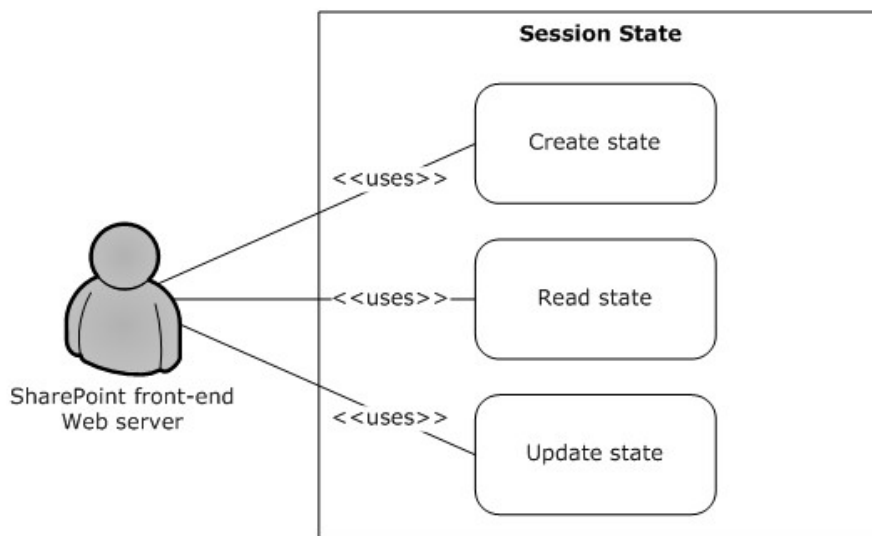 Session State
Create state
<<uses>>
<<uses>>
Read state
SharePoint front-end
Web server
<<uses>>
Update state